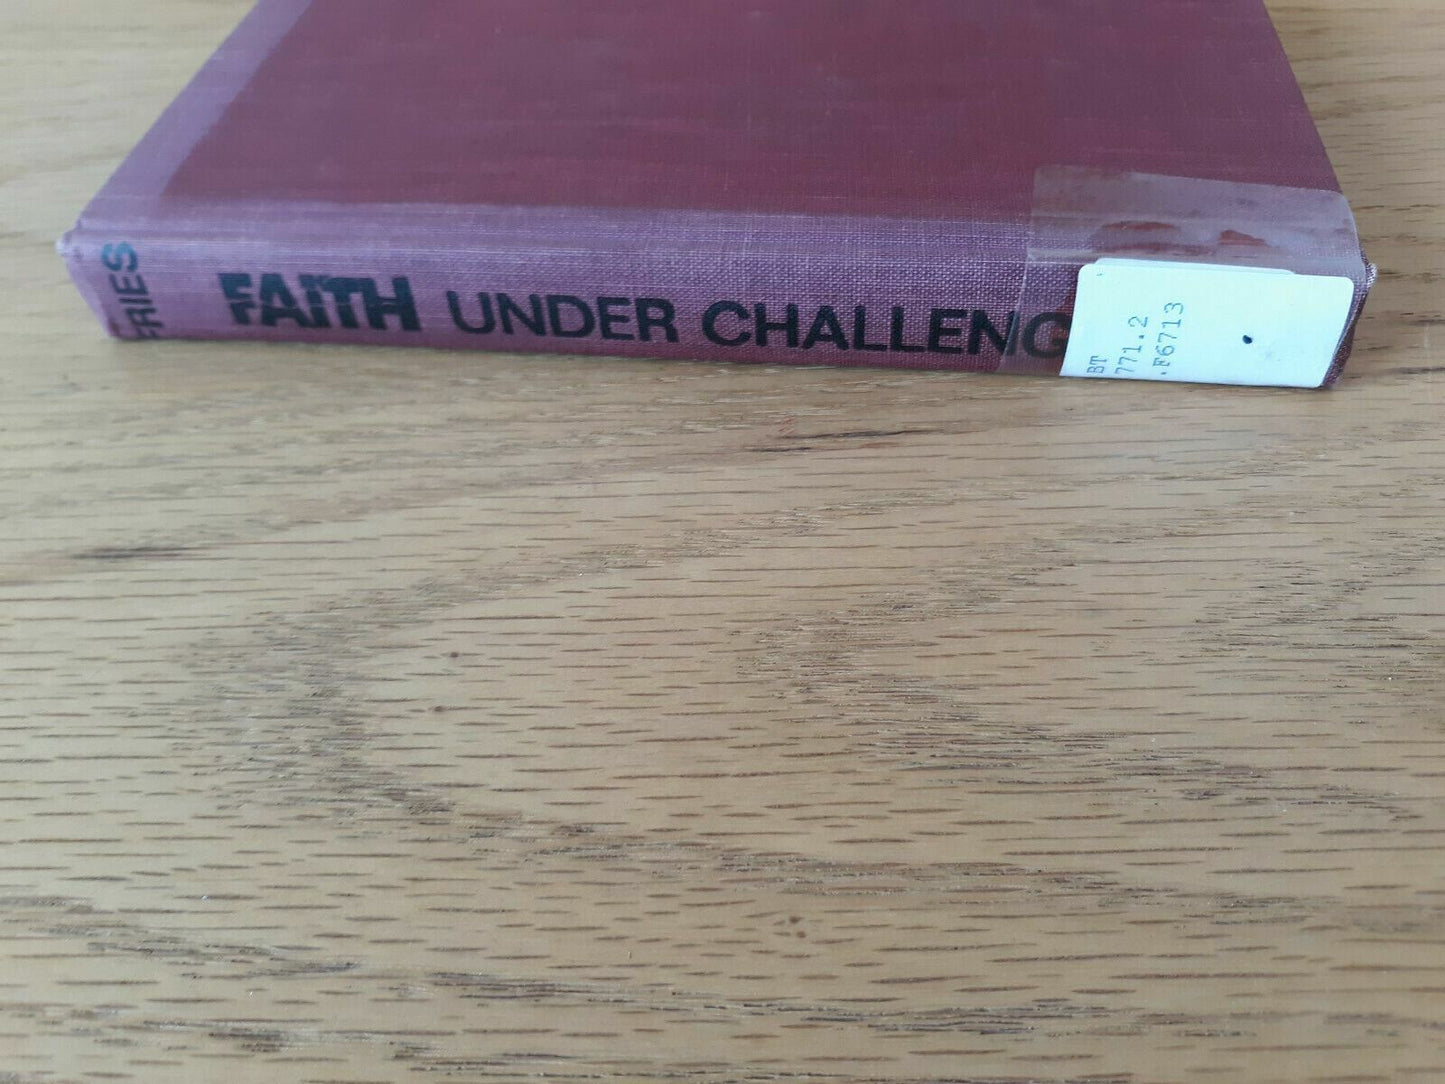 FRIES
FAiTH UNDER CHALLENG
BT
771.2
.F6713